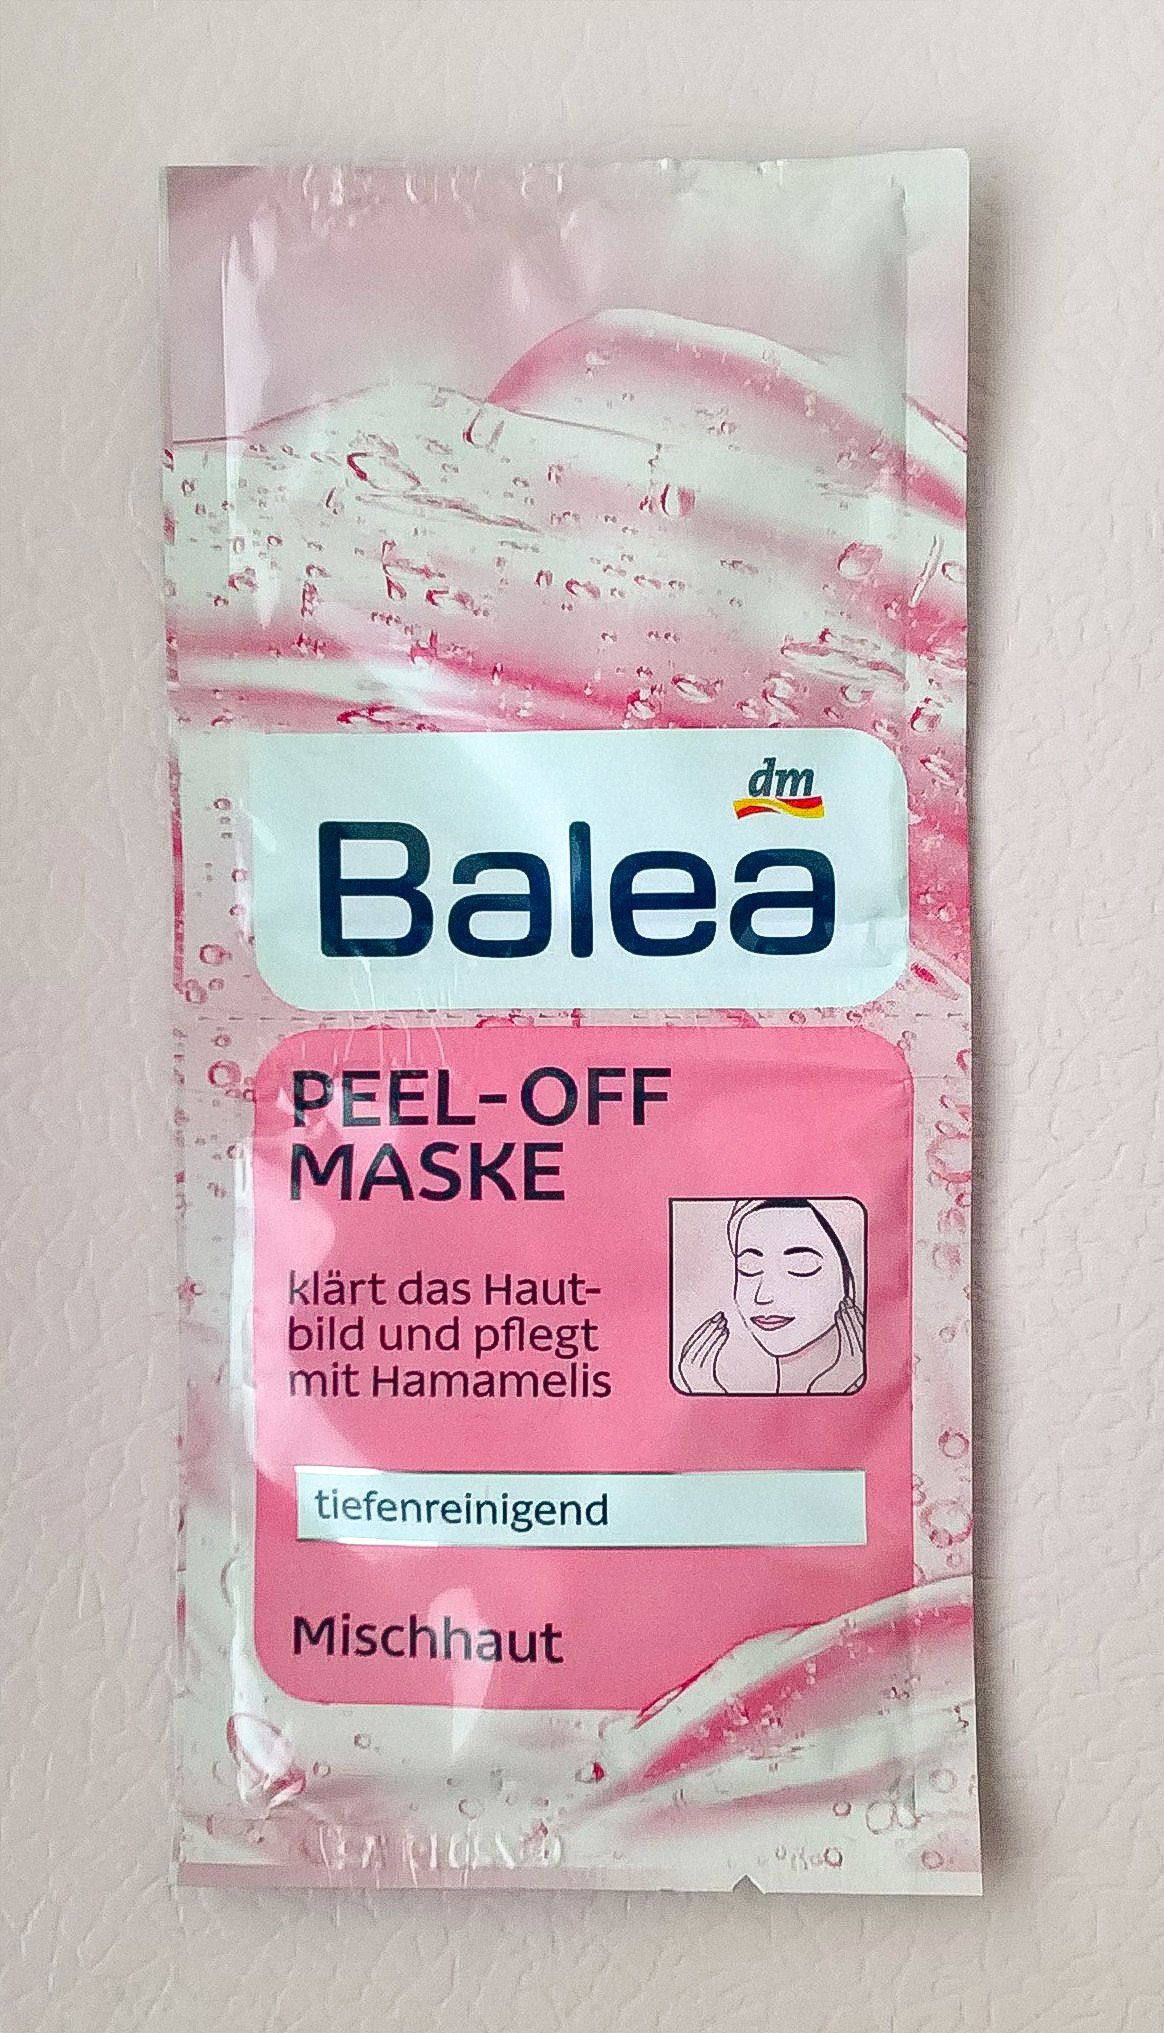 dm
Balea
PEEL-OFF
MASKE
klärt das Haut-
bild und pflegt
mit Hamamelis
tiefenreinigend
Mischhaut